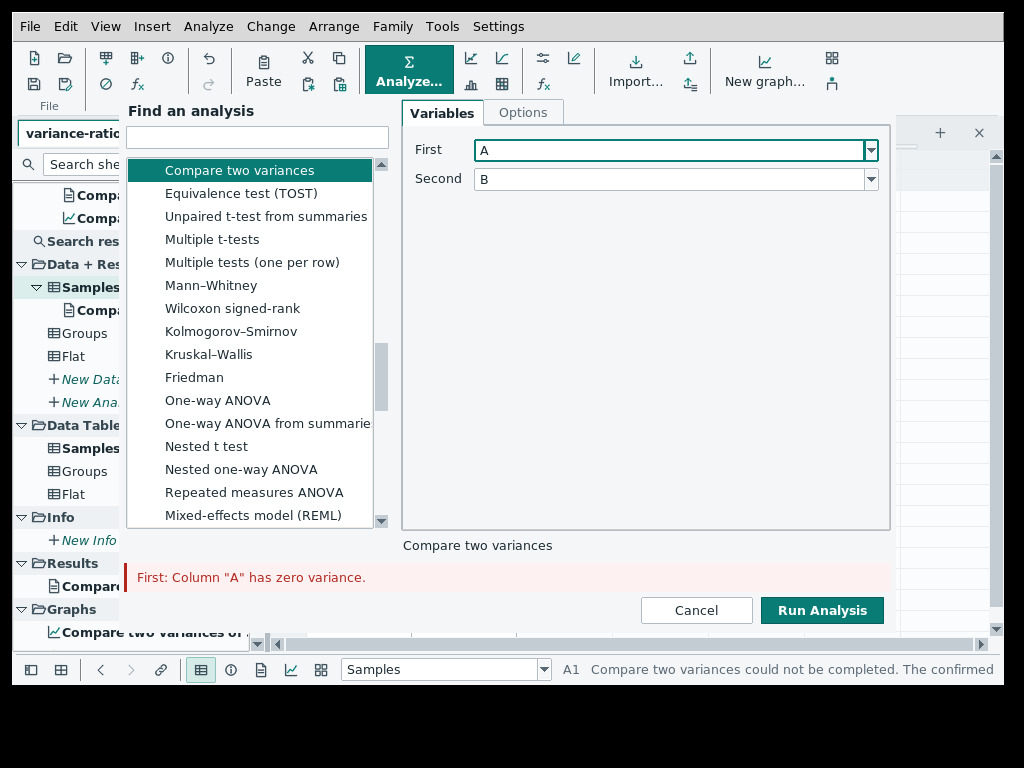 File Edit View Insert Analyze Change Arrange Family Tools Settings
Paste
Σ
Analyze…
Import…
New graph…
File
Find an analysis
Variables
Options
variance-ratio
+ ×
Search she
First
A
Second
B
Compare two variances
Equivalence test (TOST)
Unpaired t-test from summaries
Multiple t-tests
Multiple tests (one per row)
Mann–Whitney
Wilcoxon signed-rank
Kolmogorov–Smirnov
Kruskal–Wallis
Friedman
One-way ANOVA
One-way ANOVA from summaries
Nested t test
Nested one-way ANOVA
Repeated measures ANOVA
Mixed-effects model (REML)
Compa
Compa
Search res
Data + Res
Samples
Compa
Groups
Flat
New Data
New Ana
Data Table
Samples
Groups
Flat
Info
New Info
Results
Compare
Graphs
Compare two variances of
Compare two variances
First: Column "A" has zero variance.
Cancel
Run Analysis
Samples
A1
Compare two variances could not be completed. The confirmed